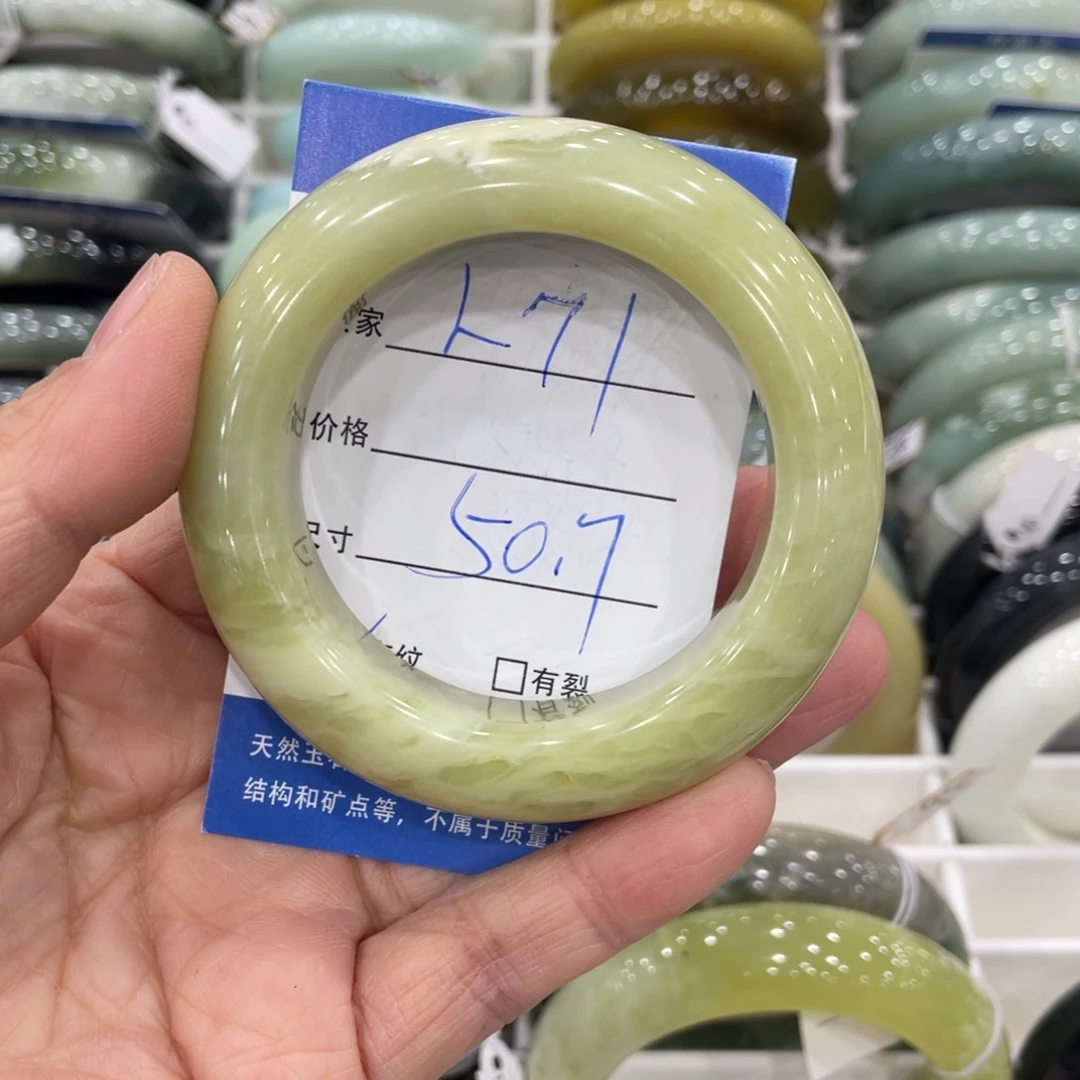 家 L71
价格
尺寸 50.7
纹 □有裂
天然玉
结构和矿点等，不属于质量